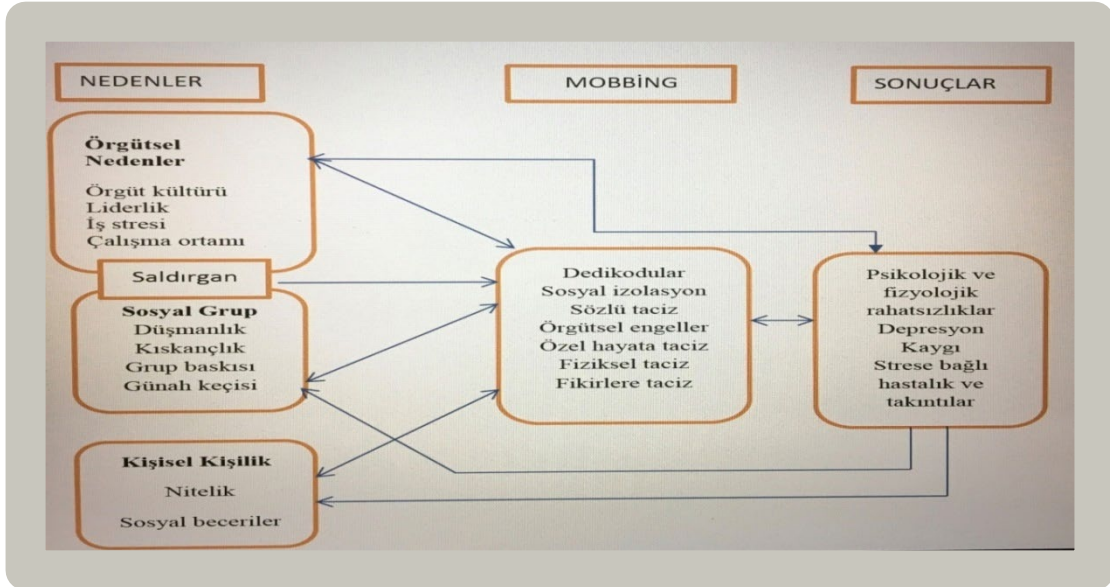 NEDENLER
MOBBİNG
SONUÇLAR
Örgütsel
Nedenler
Örgüt kültürü
Liderlik
İş stresi
Çalışma ortamı
Saldırgan
Sosyal Grup
Düşmanlık
Kıskançlık
Grup baskısı
Günah keçisi
Kişisel Kişilik
Nitelik
Sosyal beceriler
Dedikodular
Sosyal izolasyon
Sözlü taciz
Örgütsel engeller
Özel hayata taciz
Fiziksel taciz
Fikirlere taciz
Psikolojik ve
fizyolojik
rahatsızlıklar
Depresyon
Kaygı
Strese bağlı
hastalık ve
takıntılar